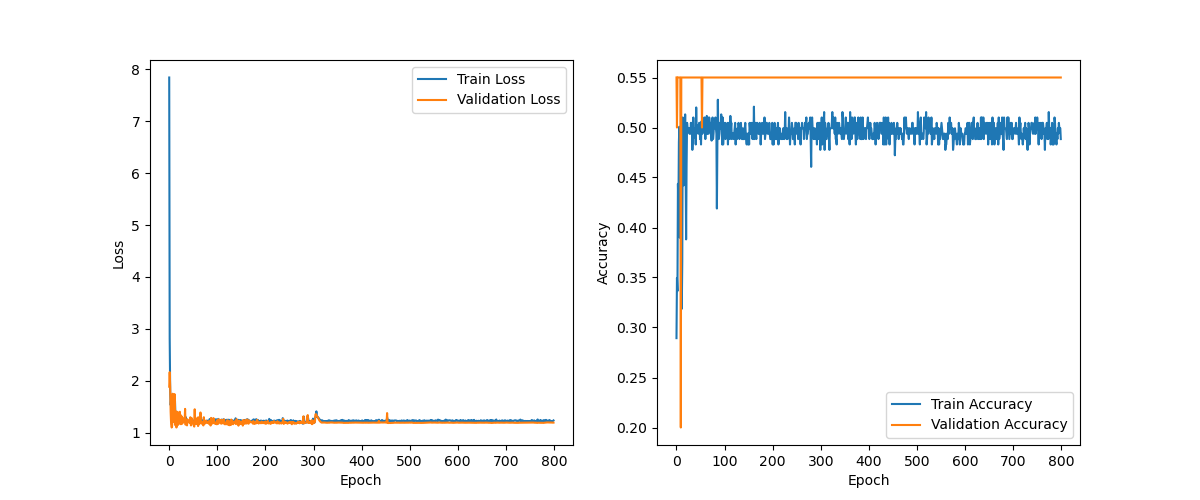 Train Loss
Validation Loss
8
7
6
5
4
3
2
1
Loss
0 100 200 300 400 500 600 700 800
Epoch
0.55
0.50
0.45
0.40
0.35
0.30
0.25
0.20
Accuracy
Train Accuracy
Validation Accuracy
0 100 200 300 400 500 600 700 800
Epoch